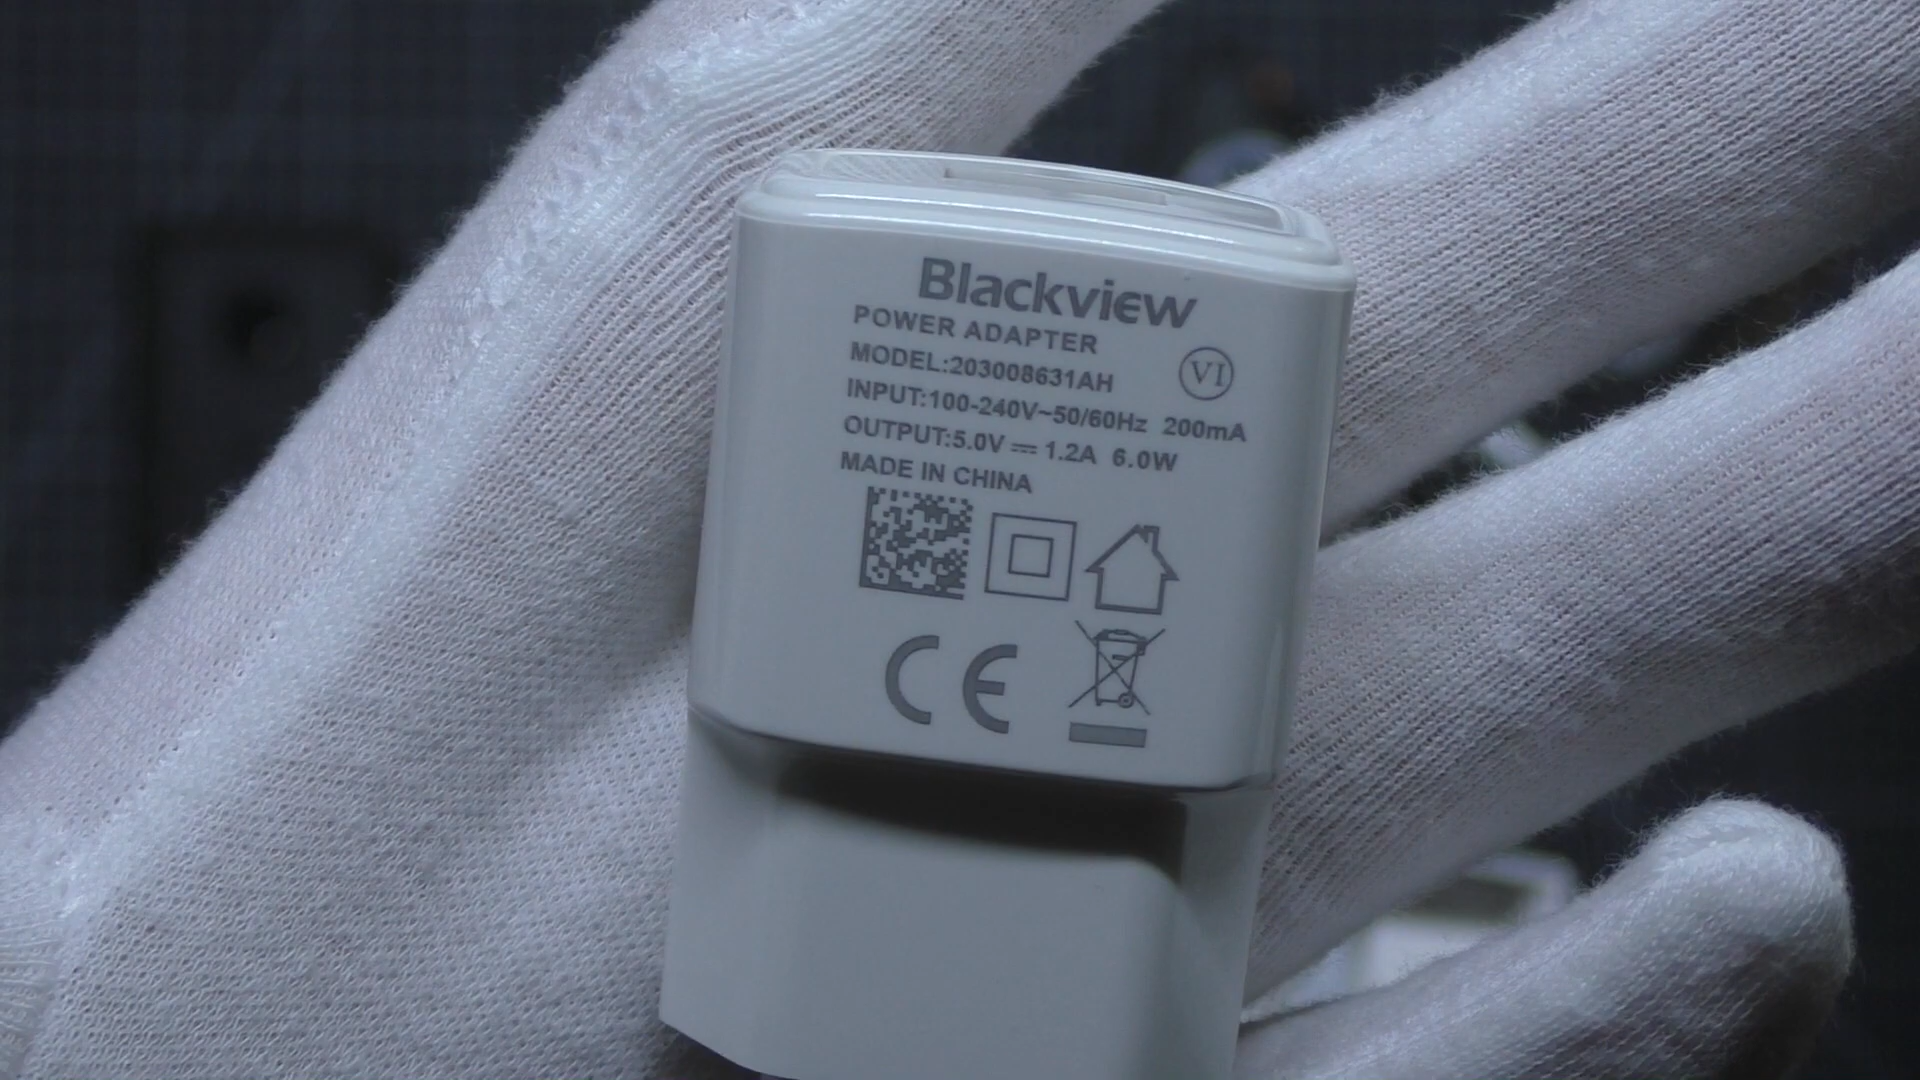 Blackview
POWER ADAPTER
MODEL:203008631AH
VI
INPUT:100-240V~50/60Hz 200mA
OUTPUT:5.0V⎓1.2A 6.0W
MADE IN CHINA
CE